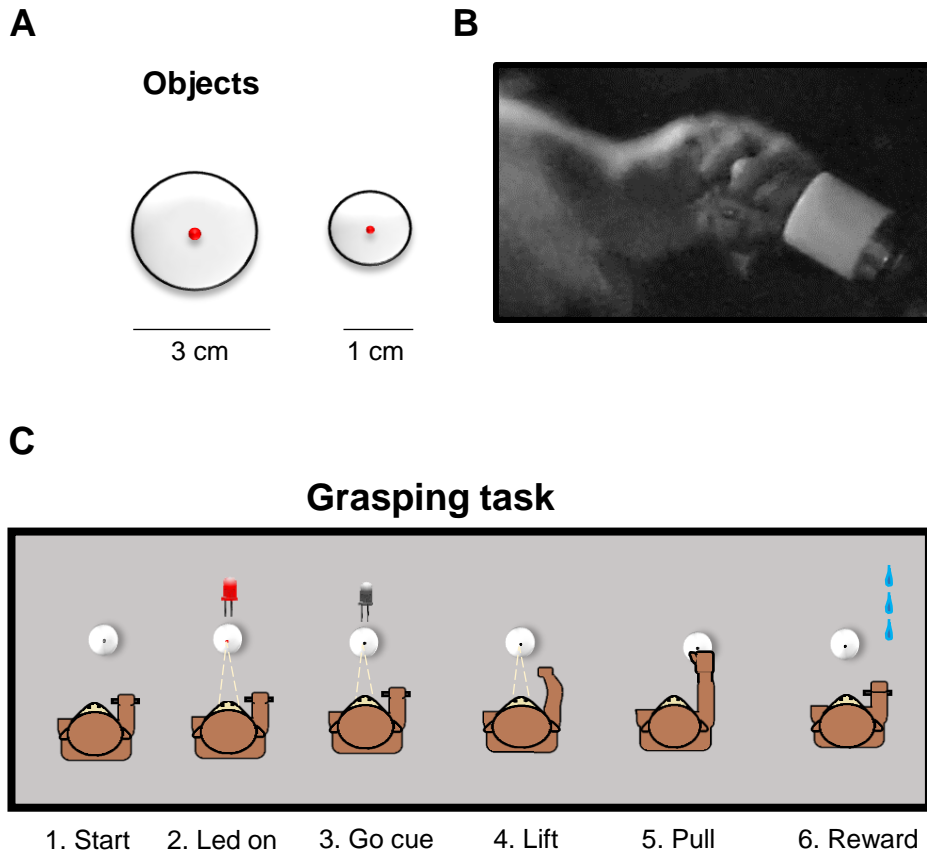 A
B
Objects
3 cm
1 cm
C
Grasping task
1. Start
2. Led on
3. Go cue
4. Lift
5. Pull
6. Reward